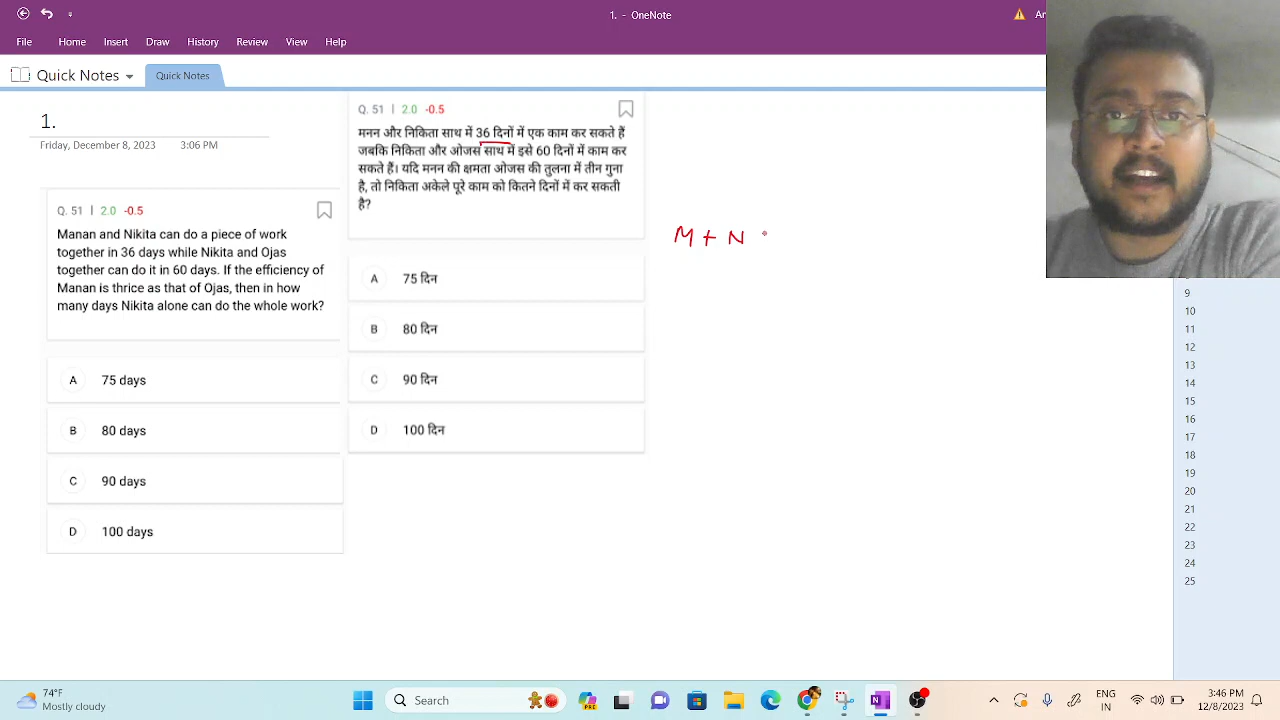 1. - OneNote
File Home Insert Draw History Review View Help
Quick Notes
Quick Notes
1.
Friday, December 8, 2023 3:06 PM
Q. 51 | 2.0 -0.5
Manan and Nikita can do a piece of work
together in 36 days while Nikita and Ojas
together can do it in 60 days. If the efficiency of
Manan is thrice as that of Ojas, then in how
many days Nikita alone can do the whole work?
A 75 days
B 80 days
C 90 days
D 100 days
Q. 51 | 2.0 -0.5
मनन और निकिता साथ में 36 दिनों में एक काम कर सकते हैं
जबकि निकिता और ओजस साथ में इसे 60 दिनों में काम कर
सकते हैं। यदि मनन की क्षमता ओजस की तुलना में तीन गुना
है, तो निकिता अकेले पूरे काम को कितने दिनों में कर सकती
है?
A 75 दिन
B 80 दिन
C 90 दिन
D 100 दिन
M + N
9
10
11
12
13
14
15
16
17
18
19
20
21
22
23
24
25
74°F
Mostly cloudy
Search
ENG
IN
3:46 PM
12/8/2023